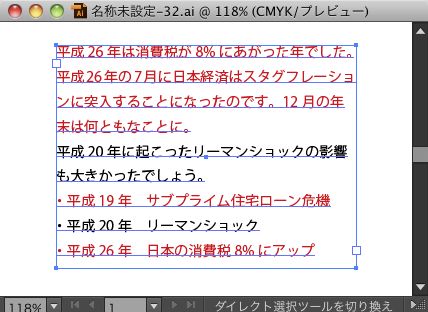 名称未設定-32.ai @ 118% (CMYK/プレビュー)
平成 26 年は消費税が 8% にあがった年でした。
平成26年の7月に日本経済はスタグフレーショ
ンに突入することになったのです。12 月の年
末は何ともなことに。
平成 20 年に起こったリーマンショックの影響
も大きかったでしょう。
・平成 19 年　サブプライム住宅ローン危機
・平成 20 年　リーマンショック
・平成 26 年　日本の消費税 8% にアップ
118% 1 ダイレクト選択ツールを切り換え